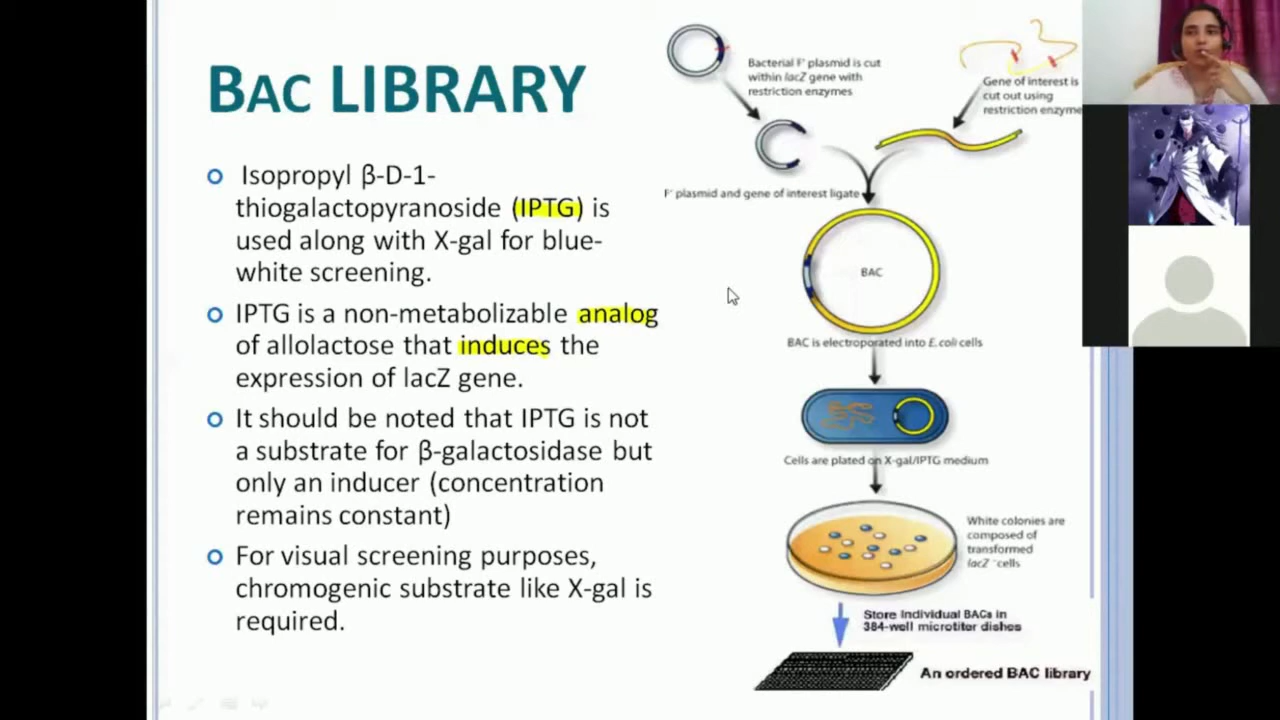 BAC LIBRARY
Isopropyl β-D-1-
thiogalactopyranoside (IPTG) is
used along with X-gal for blue-
white screening.
IPTG is a non-metabolizable analog
of allolactose that induces the
expression of lacZ gene.
It should be noted that IPTG is not
a substrate for β-galactosidase but
only an inducer (concentration
remains constant)
For visual screening purposes,
chromogenic substrate like X-gal is
required.
Bacterial F' plasmid is cut
within lacZ gene with
restriction enzymes
Gene of interest is
cut out using
restriction enzyme
F' plasmid and gene of interest ligate
BAC
BAC is electroporated into E.coli cells
Cells are plated on X-gal/IPTG medium
White colonies are
composed of
transformed
lacZ⁻ cells
Store Individual BACs in
384-well microtiter dishes
An ordered BAC library